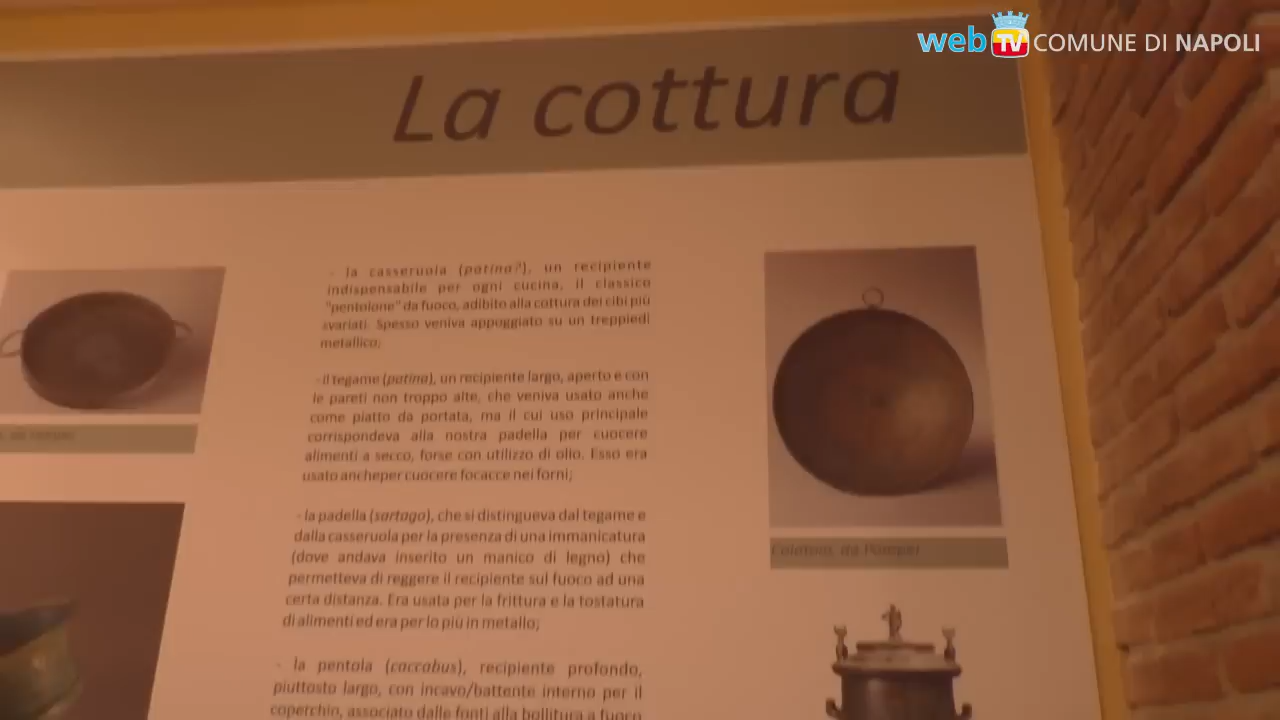 web TV COMUNE DI NAPOLI
La cottura
- la casseruola (patina?), un recipiente
indispensabile per ogni cucina, il classico
"pentolone" da fuoco, adibito alla cottura dei cibi più
svariati. Spesso veniva appoggiato su un treppiedi
metallico;
- il tegame (patina), un recipiente largo, aperto e con
le pareti non troppo alte, che veniva usato anche
come piatto da portata, ma il cui uso principale
corrispondeva alla nostra padella per cuocere
alimenti a secco, forse con utilizzo di olio. Esso era
usato ancheper cuocere focacce nei forni;
- la padella (sartago), che si distingueva dal tegame e
dalla casseruola per la presenza di una immanicatura
(dove andava inserito un manico di legno) che
permetteva di reggere il recipiente sul fuoco ad una
certa distanza. Era usata per la frittura e la tostatura
di alimenti ed era per lo più in metallo;
- la pentola (caccabus), recipiente profondo,
piuttosto largo, con incavo/battente interno per il
coperchio, associato dalle fonti alla bollitura a fuoco
da Pompei